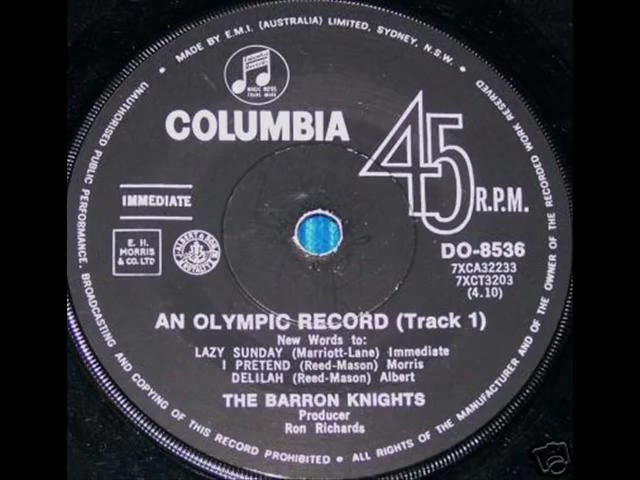 MADE BY E.M.I. (AUSTRALIA) LIMITED, SYDNEY, N.S.W.
UNAUTHORISED PUBLIC PERFORMANCE, BROADCASTING AND COPYING OF THIS RECORD PROHIBITED • ALL RIGHTS OF THE MANUFACTURER AND OF THE OWNER OF THE RECORDED WORK RESERVED
MAGIC NOTES
TRADE MARK
COLUMBIA
45
R.P.M.
IMMEDIATE
E. H.
MORRIS
& CO. LTD
ROYALTY
DO-8536
7XCA32233
7XCT3203
(4.10)
AN OLYMPIC RECORD (Track 1)
New Words to:
LAZY SUNDAY (Marriott-Lane) Immediate
I PRETEND (Reed-Mason) Morris
DELILAH (Reed-Mason) Albert
THE BARRON KNIGHTS
Producer
Ron Richards